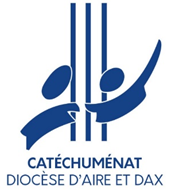 CATÉCHUMÉNAT
DIOCÈSE D'AIRE ET DAX